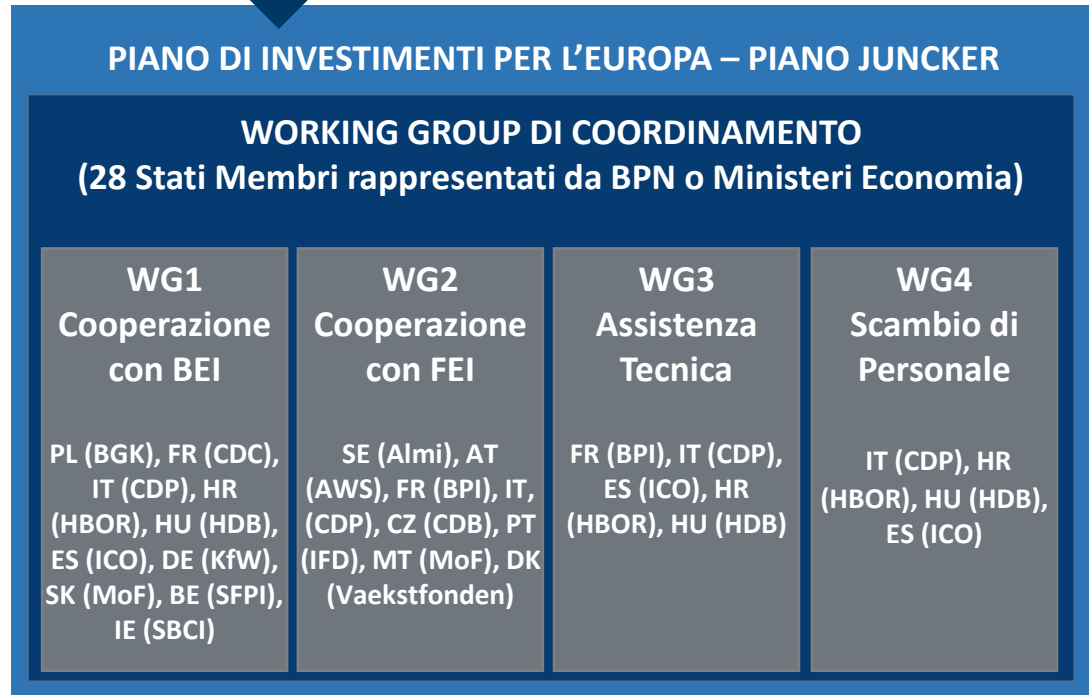 PIANO DI INVESTIMENTI PER L’EUROPA – PIANO JUNCKER
WORKING GROUP DI COORDINAMENTO
(28 Stati Membri rappresentati da BPN o Ministeri Economia)
WG1
Cooperazione
con BEI
PL (BGK), FR (CDC),
IT (CDP), HR
(HBOR), HU (HDB),
ES (ICO), DE (KfW),
SK (MoF), BE (SFPI),
IE (SBCI)
WG2
Cooperazione
con FEI
SE (Almi), AT
(AWS), FR (BPI), IT,
(CDP), CZ (CDB), PT
(IFD), MT (MoF), DK
(Vaekstfonden)
WG3
Assistenza
Tecnica
FR (BPI), IT (CDP),
ES (ICO), HR
(HBOR), HU (HDB)
WG4
Scambio di
Personale
IT (CDP), HR
(HBOR), HU (HDB),
ES (ICO)